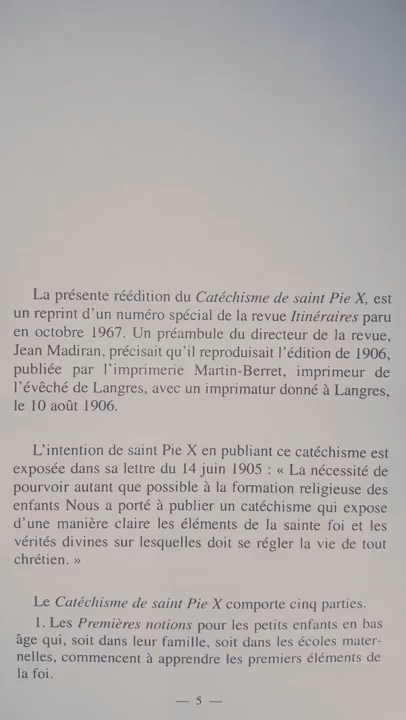 La présente réédition du Catéchisme de saint Pie X, est
un reprint d'un numéro spécial de la revue Itinéraires paru
en octobre 1967. Un préambule du directeur de la revue,
Jean Madiran, précisait qu'il reproduisait l'édition de 1906,
publiée par l'imprimerie Martin-Berret, imprimeur de
l'évêché de Langres, avec un imprimatur donné à Langres,
le 10 août 1906.
L'intention de saint Pie X en publiant ce catéchisme est
exposée dans sa lettre du 14 juin 1905 : « La nécessité de
pourvoir autant que possible à la formation religieuse des
enfants Nous a porté à publier un catéchisme qui expose
d'une manière claire les éléments de la sainte foi et les
vérités divines sur lesquelles doit se régler la vie de tout
chrétien. »
Le Catéchisme de saint Pie X comporte cinq parties.
1. Les Premières notions pour les petits enfants en bas
âge qui, soit dans leur famille, soit dans les écoles mater-
nelles, commencent à apprendre les premiers éléments de
la foi.
— 5 —